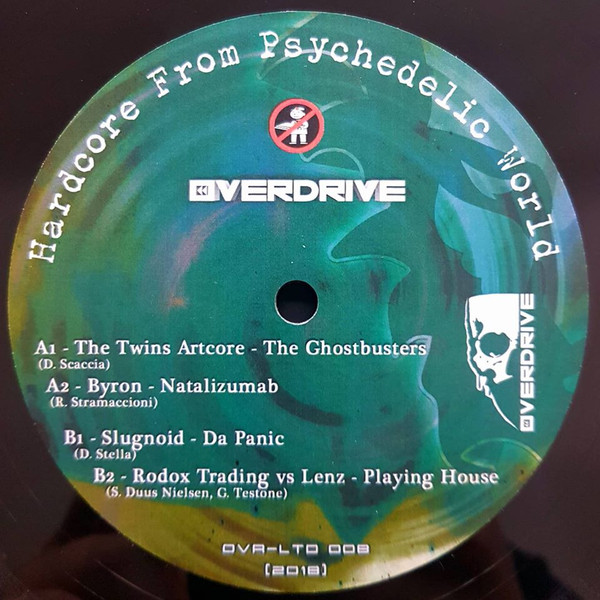 Hardcore From Psychedelic World
OVERDRIVE
A1 - The Twins Artcore - The Ghostbusters
(D. Scaccia)
A2 - Byron - Natalizumab
(R. Stramaccioni)
OVERDRIVE
B1 - Slugnoid - Da Panic
(D. Stella)
B2 - Rodox Trading vs Lenz - Playing House
(S. Duus Nielsen, G. Testone)
OVR-LTD 008
[2018]